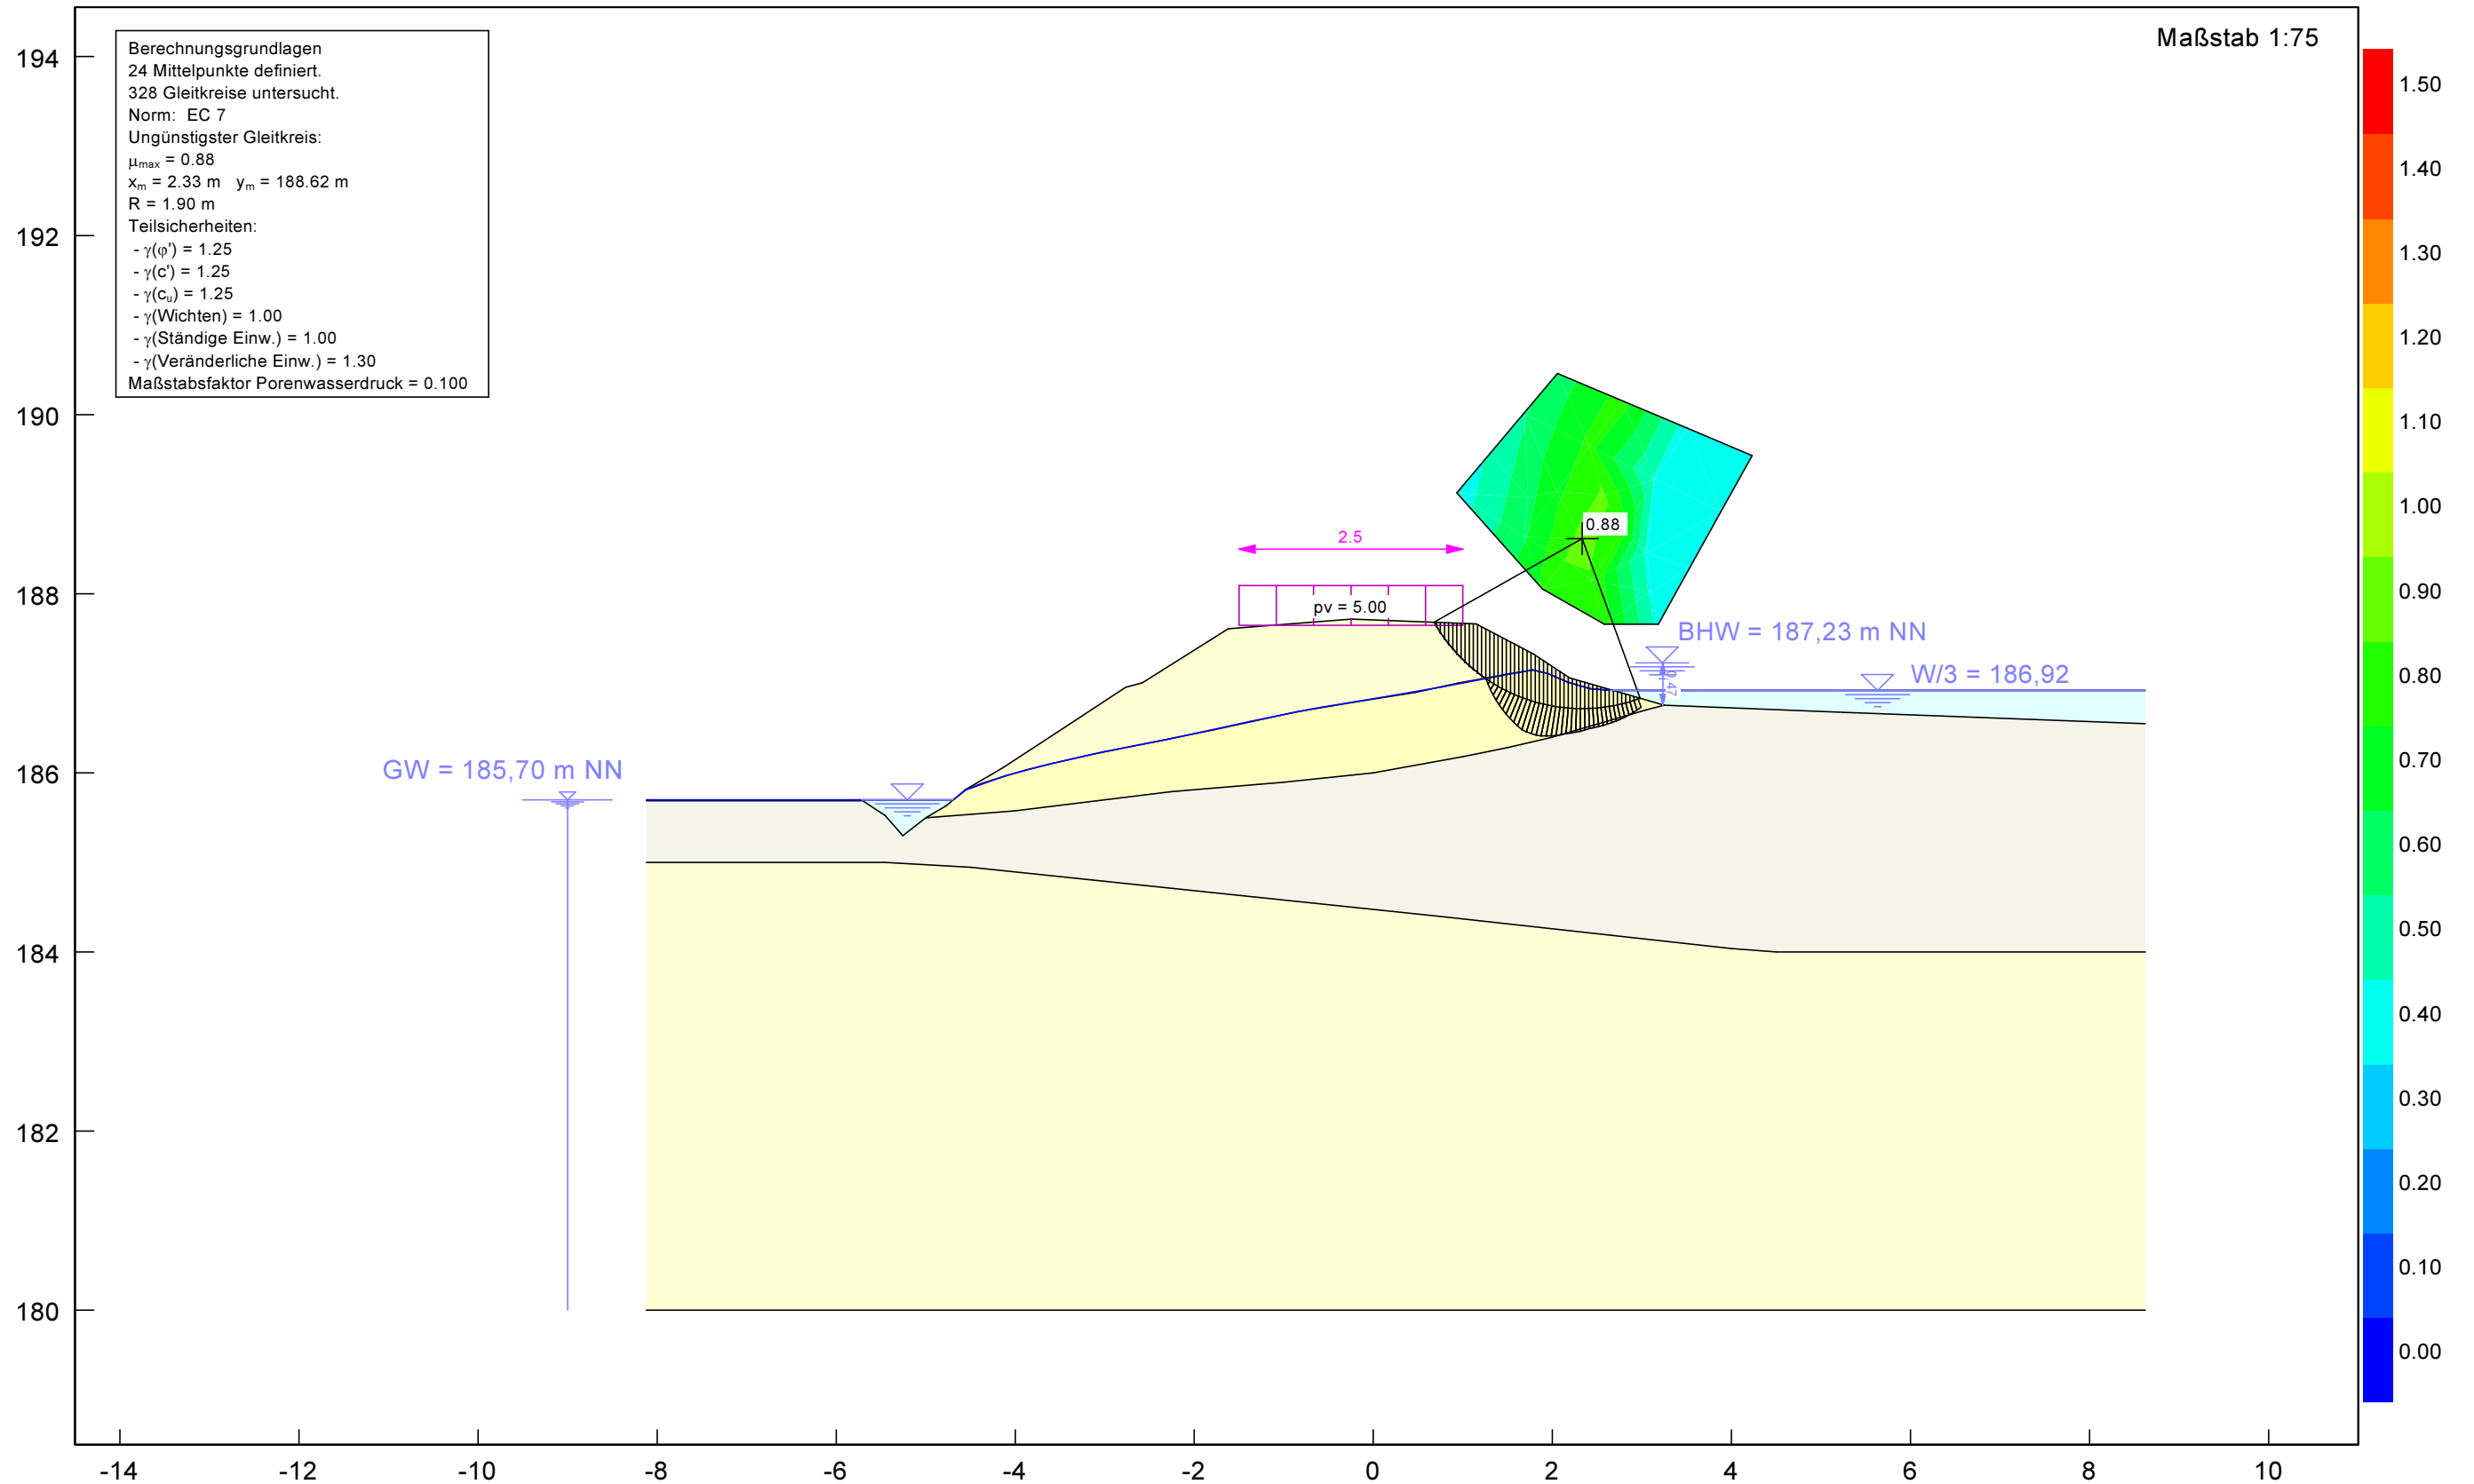 Berechnungsgrundlagen
24 Mittelpunkte definiert.
328 Gleitkreise untersucht.
Norm: EC 7
Ungünstigster Gleitkreis:
μmax = 0.88
xm = 2.33 m ym = 188.62 m
R = 1.90 m
Teilsicherheiten:
- γ(φ') = 1.25
- γ(c') = 1.25
- γ(cu) = 1.25
- γ(Wichten) = 1.00
- γ(Ständige Einw.) = 1.00
- γ(Veränderliche Einw.) = 1.30
Maßstabsfaktor Porenwasserdruck = 0.100
Maßstab 1:75
194
192
190
188
186
184
182
180
1.50
1.40
1.30
1.20
1.10
1.00
0.90
0.80
0.70
0.60
0.50
0.40
0.30
0.20
0.10
0.00
0.88
2.5
pv = 5.00
BHW = 187,23 m NN
W/3 = 186,92
0.47
GW = 185,70 m NN
-14 -12 -10 -8 -6 -4 -2 0 2 4 6 8 10